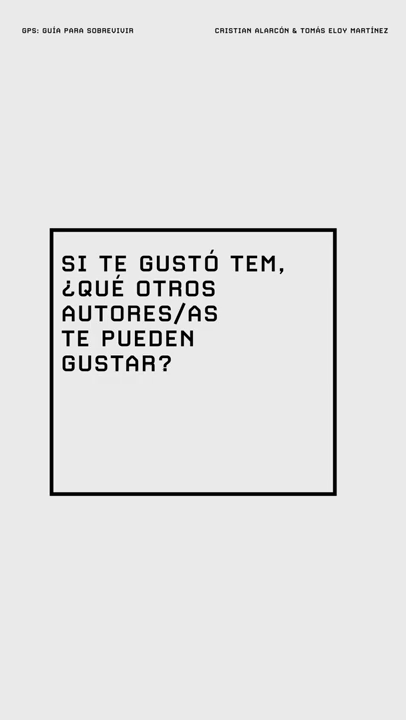 GPS: GUÍA PARA SOBREVIVIR
CRISTIAN ALARCÓN & TOMÁS ELOY MARTÍNEZ
SI TE GUSTÓ TEM,
¿QUÉ OTROS
AUTORES/AS
TE PUEDEN
GUSTAR?